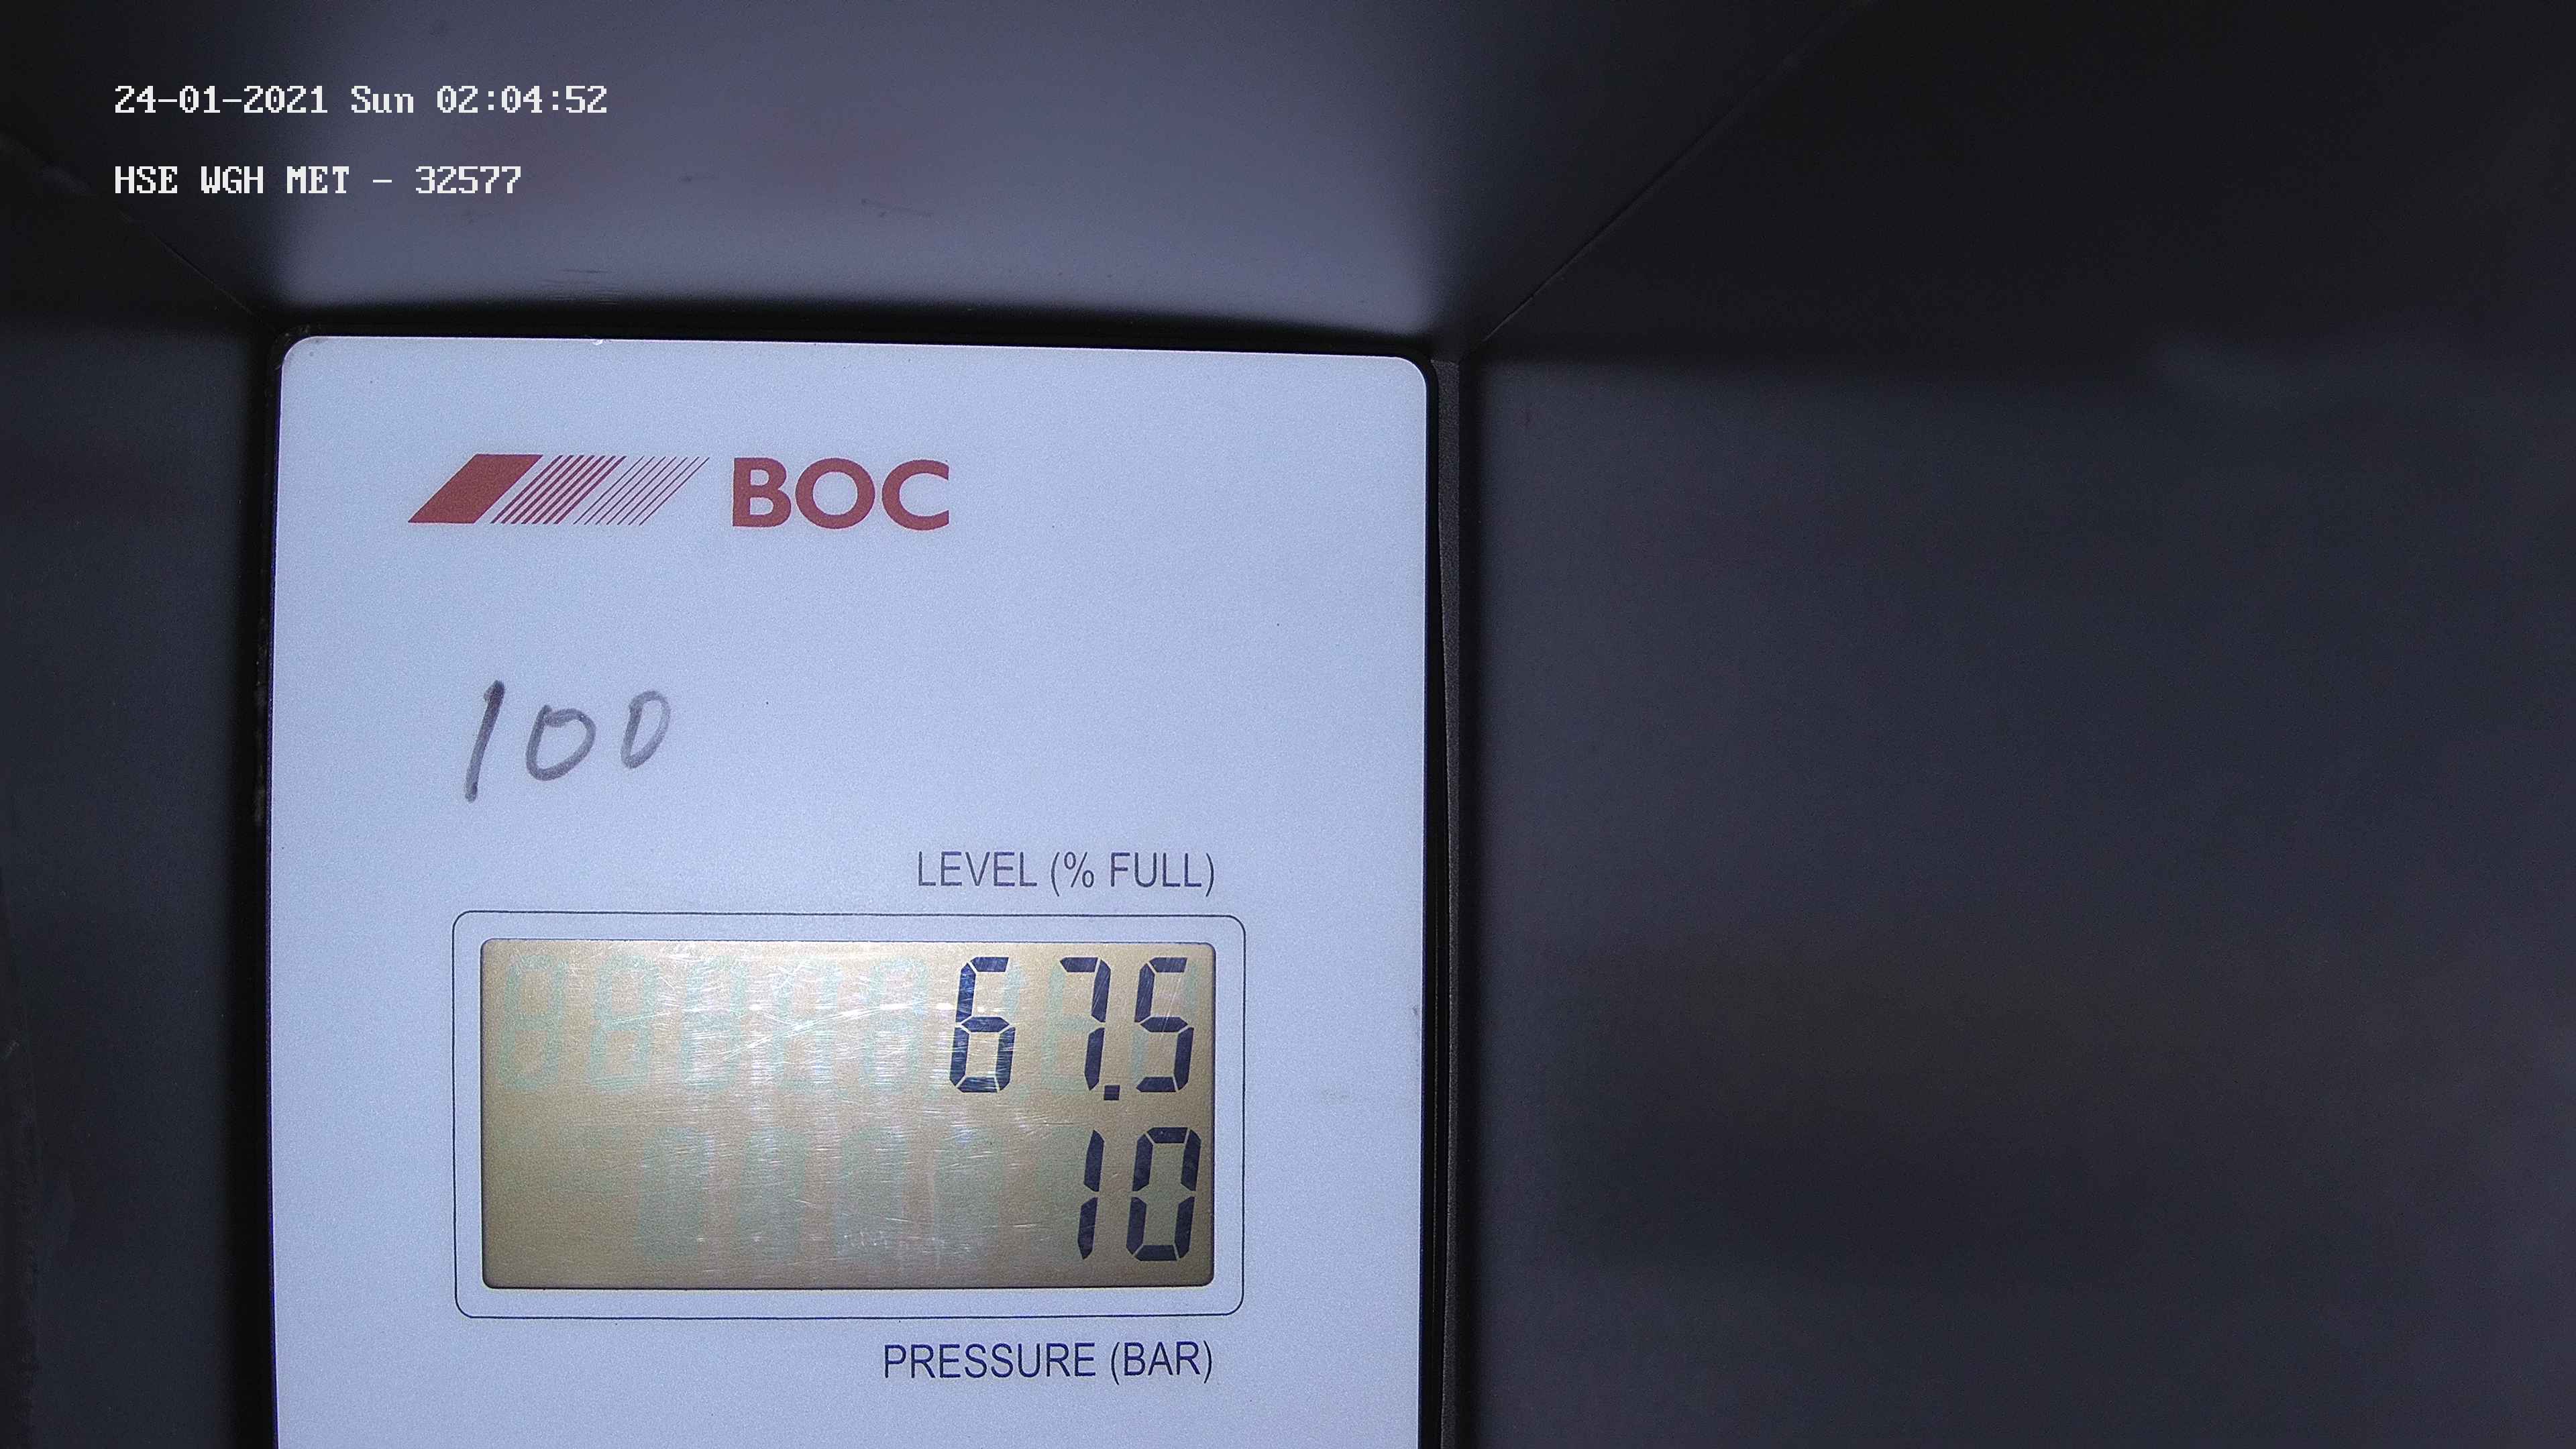 24-01-2021 Sun 02:04:52
HSE WGH MET - 32577
BOC
100
LEVEL (% FULL)
67.5
10
PRESSURE (BAR)